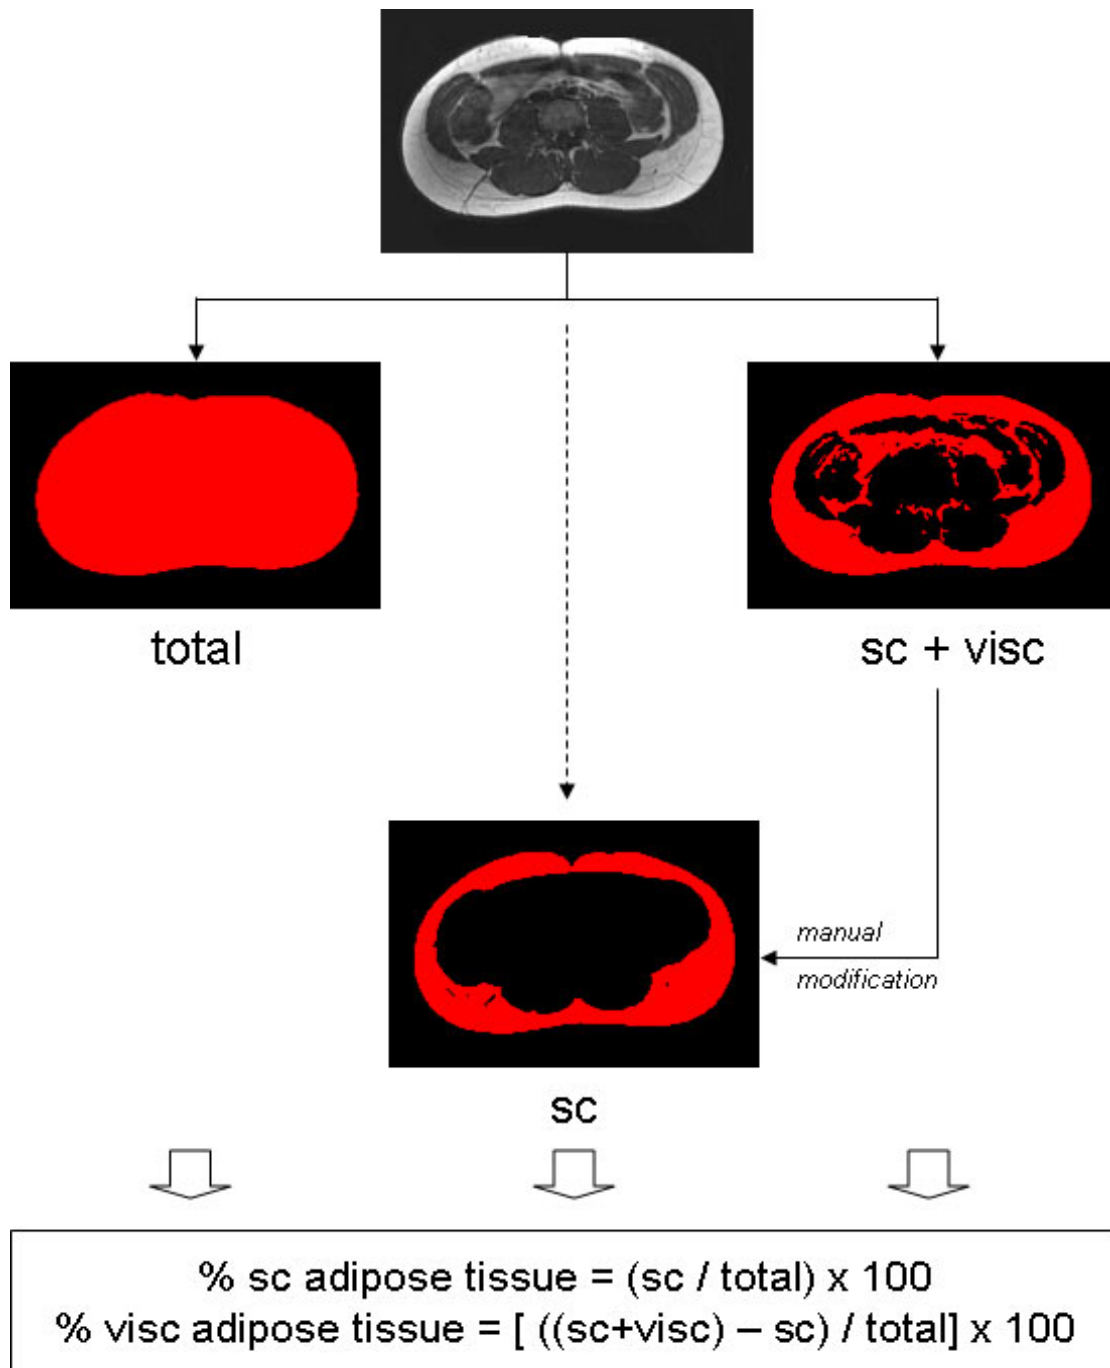 total
sc + visc
manual
modification
sc
% sc adipose tissue = (sc / total) x 100
% visc adipose tissue = [ ((sc+visc) – sc) / total] x 100